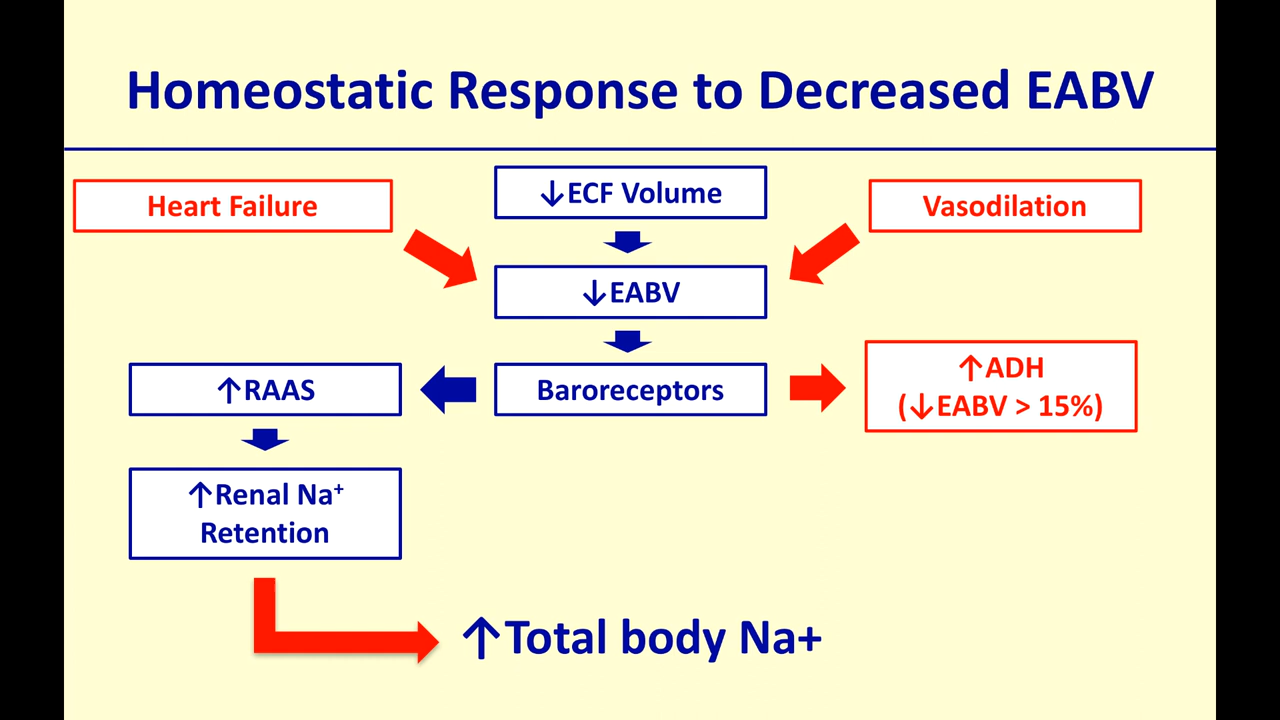 Homeostatic Response to Decreased EABV
Heart Failure
↓ECF Volume
Vasodilation
↓EABV
↑RAAS
Baroreceptors
↑ADH
(↓EABV > 15%)
↑Renal Na⁺
Retention
↑Total body Na+